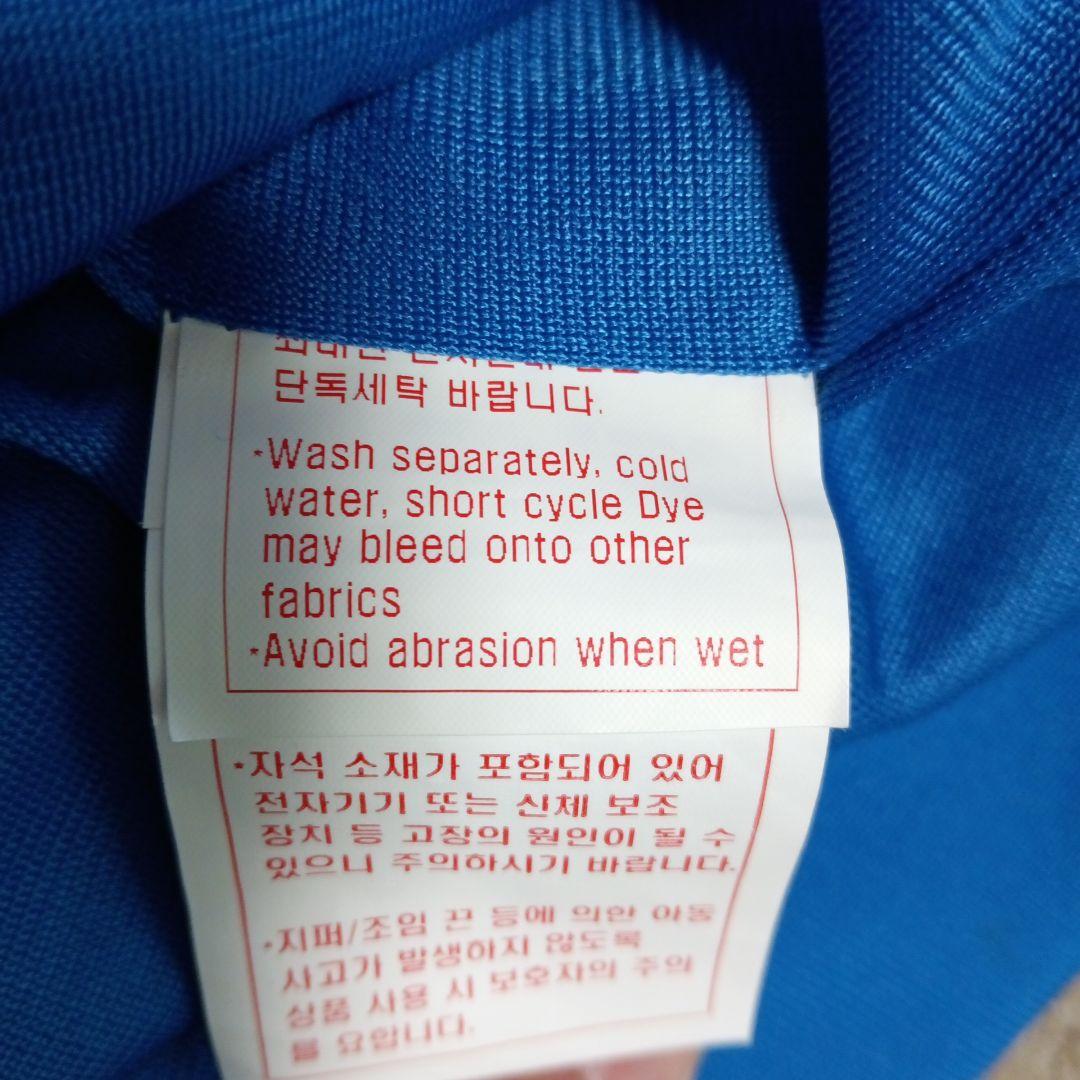 단독세탁 바랍니다.
*Wash separately, cold
water, short cycle Dye
may bleed onto other
fabrics
*Avoid abrasion when wet
*자석 소재가 포함되어 있어
전자기기 또는 신체 보조
장치 등 고장의 원인이 될 수
있으니 주의하시기 바랍니다.
*지퍼/조임 끈 등에 의한 아동
사고가 발생하지 않도록
상품 사용 시 보호자의 주의
를 요합니다.